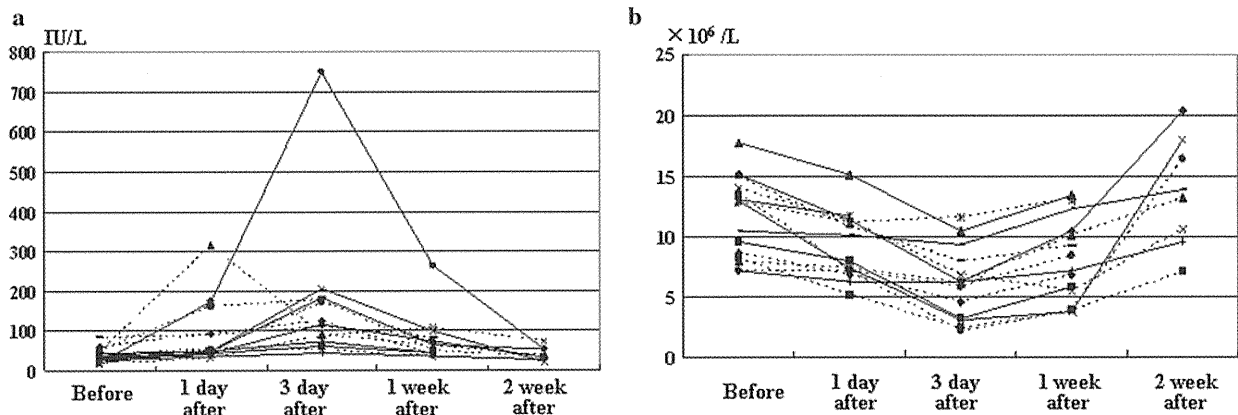 a
IU/L
800
700
600
500
400
300
200
100
0
Before
1 day
after
3 day
after
1 week
after
2 week
after
b
×10⁶ /L
25
20
15
10
5
0
Before
1 day
after
3 day
after
1 week
after
2 week
after